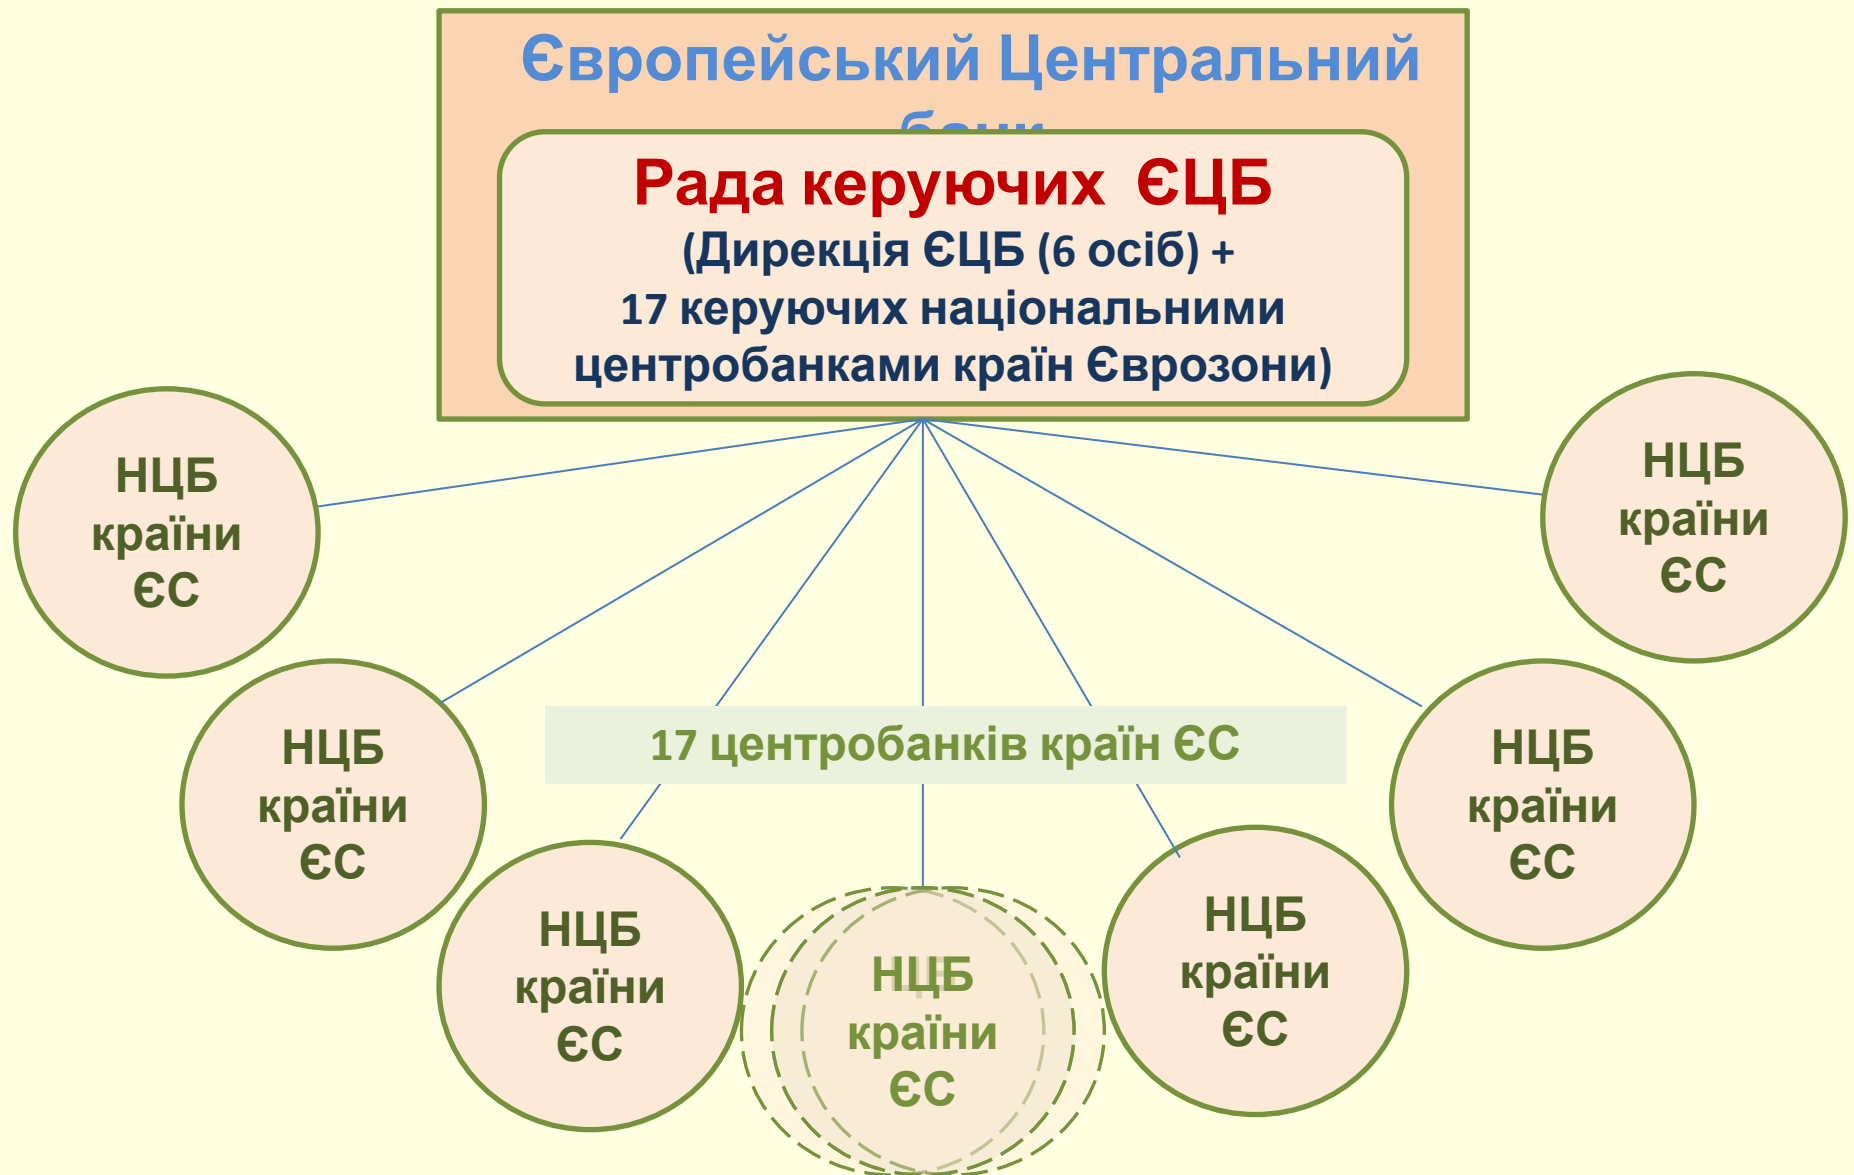 Європейський Центральний
Рада керуючих ЄЦБ
(Дирекція ЄЦБ (6 осіб) +
17 керуючих національними
центробанками країн Єврозони)
НЦБ
країни
ЄС
НЦБ
країни
ЄС
НЦБ
країни
ЄС
17 центробанків країн ЄС
НЦБ
країни
ЄС
НЦБ
країни
ЄС
НЦБ
країни
ЄС
НЦБ
країни
ЄС